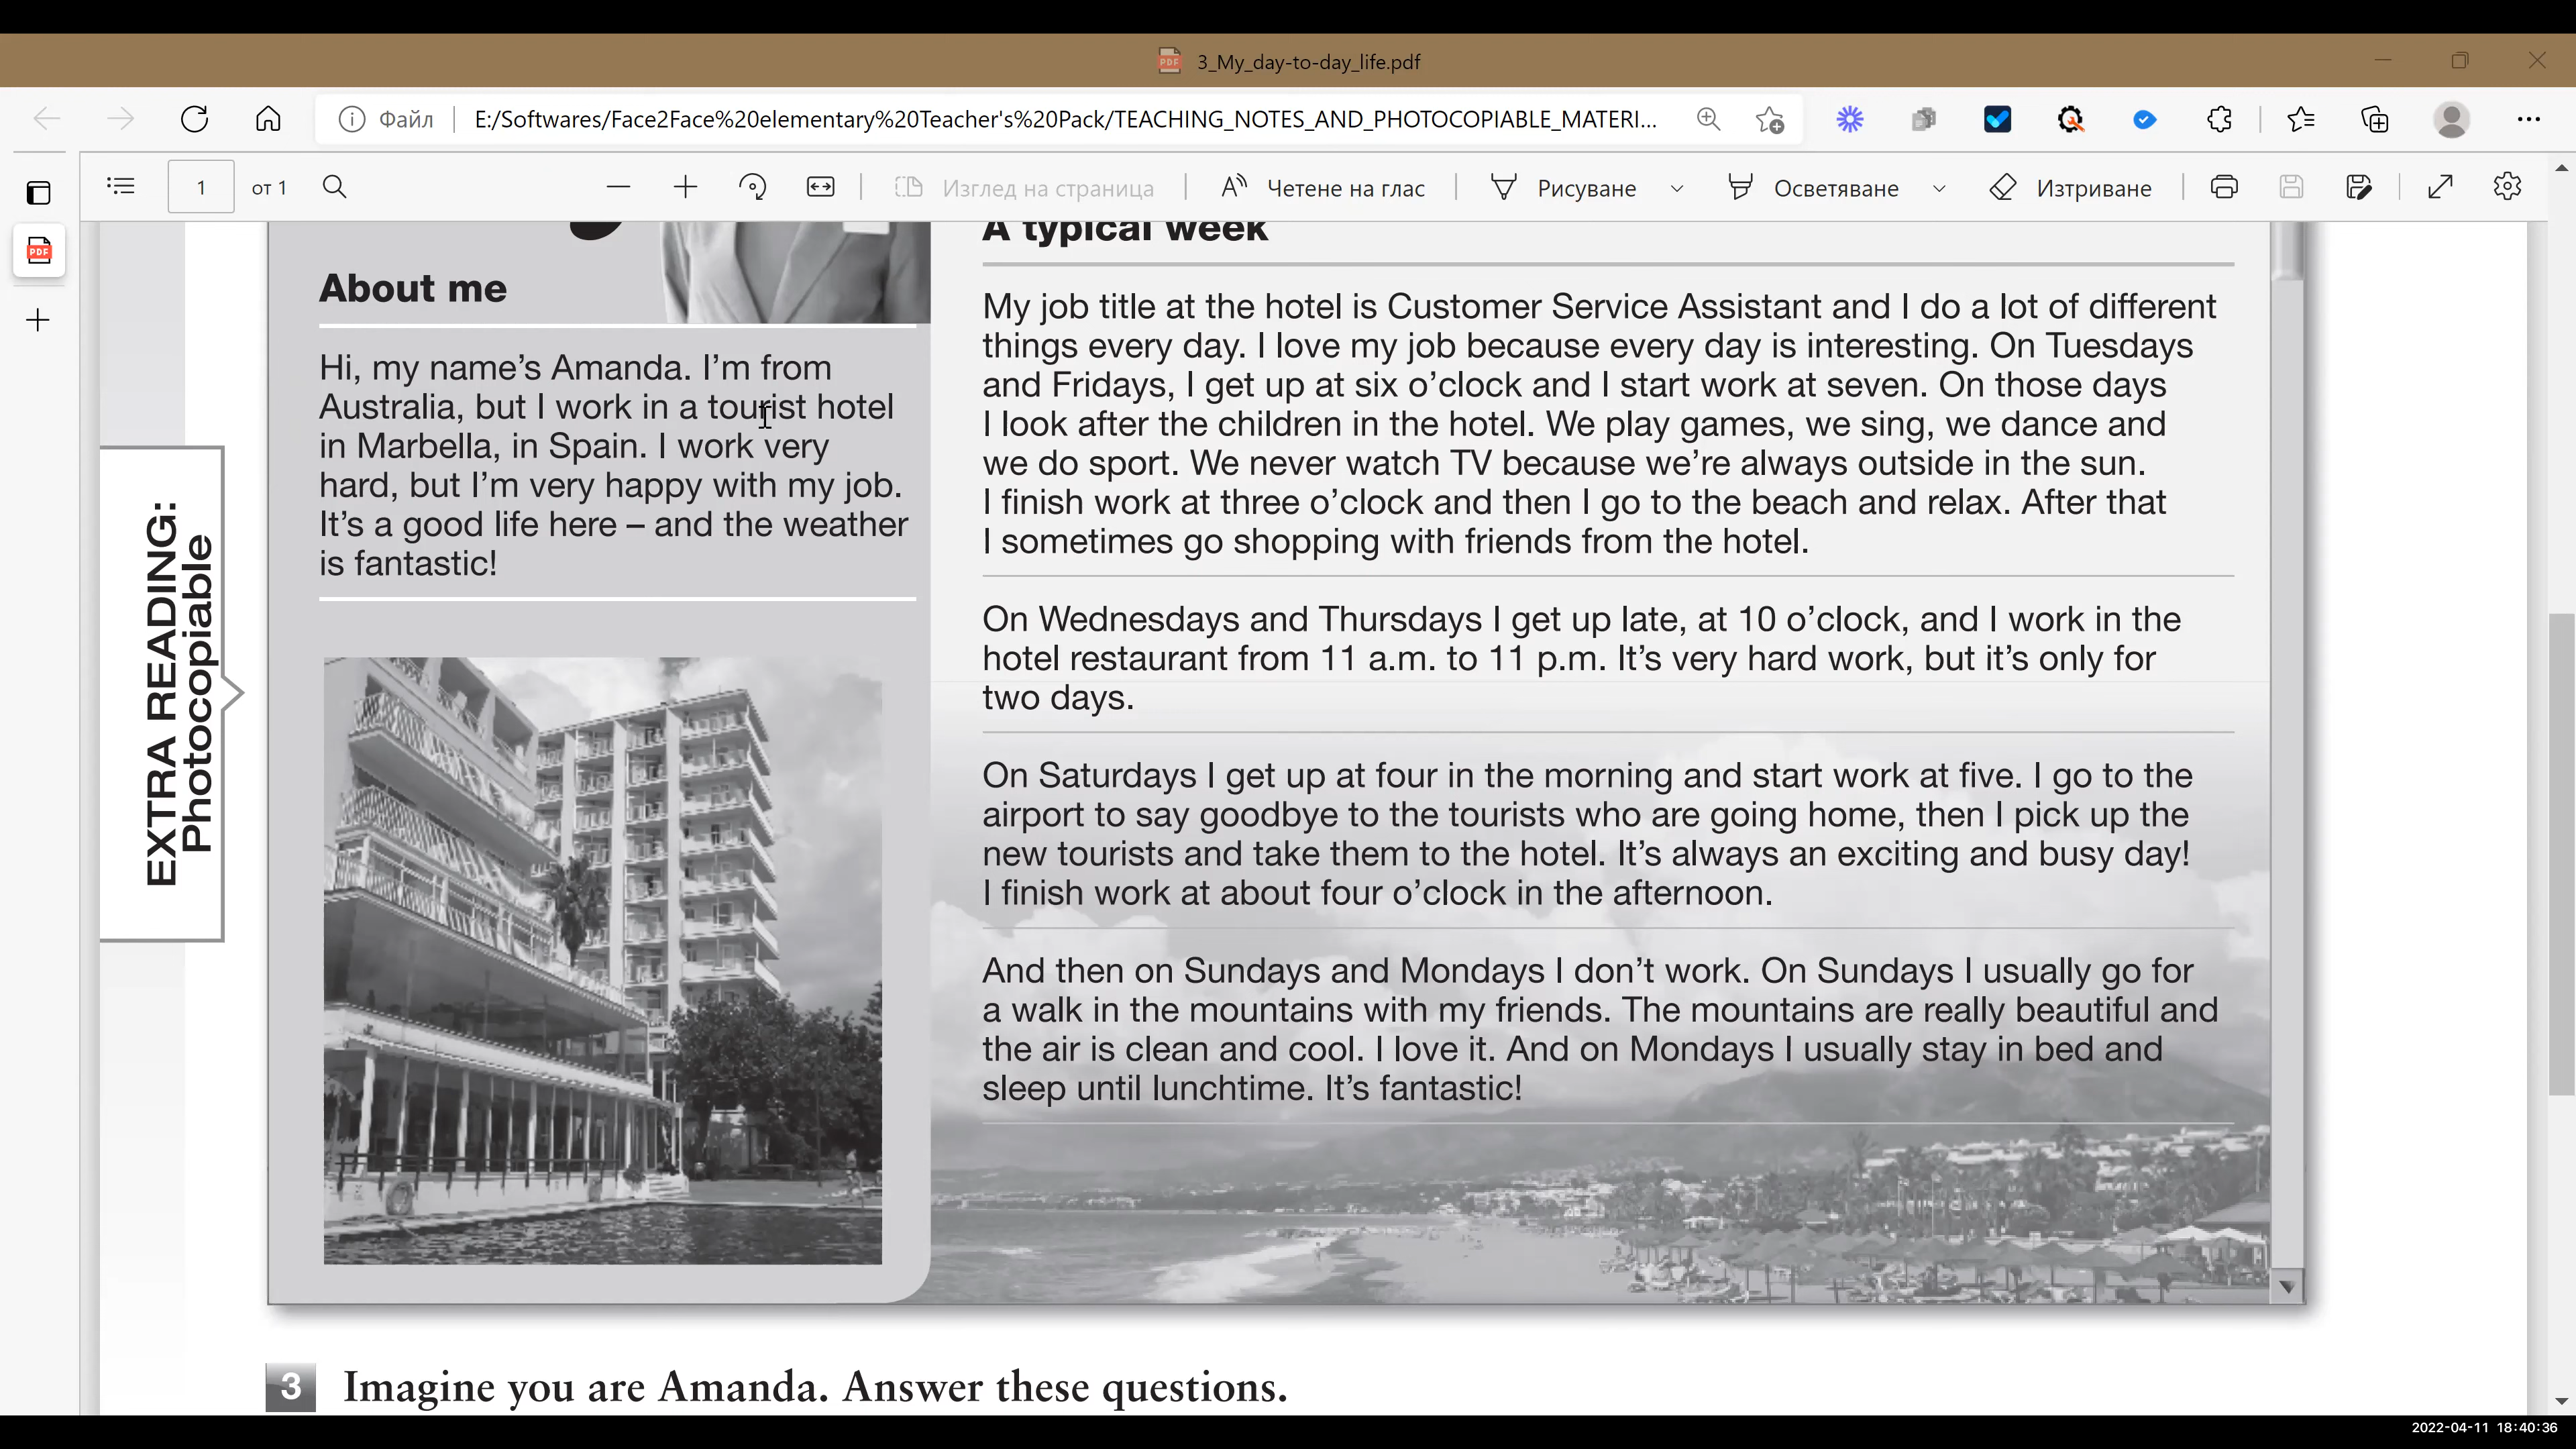 3_My_day-to-day_life.pdf
Файл
E:/Softwares/Face2Face%20elementary%20Teacher's%20Pack/TEACHING_NOTES_AND_PHOTOCOPIABLE_MATERI...
1
от 1
Изглед на страница
Четене на глас
Рисуване
Осветяване
Изтриване
EXTRA READING:
Photocopiable
About me
Hi, my name’s Amanda. I’m from
Australia, but I work in a tourist hotel
in Marbella, in Spain. I work very
hard, but I’m very happy with my job.
It’s a good life here – and the weather
is fantastic!
A typical week
My job title at the hotel is Customer Service Assistant and I do a lot of different
things every day. I love my job because every day is interesting. On Tuesdays
and Fridays, I get up at six o’clock and I start work at seven. On those days
I look after the children in the hotel. We play games, we sing, we dance and
we do sport. We never watch TV because we’re always outside in the sun.
I finish work at three o’clock and then I go to the beach and relax. After that
I sometimes go shopping with friends from the hotel.
On Wednesdays and Thursdays I get up late, at 10 o’clock, and I work in the
hotel restaurant from 11 a.m. to 11 p.m. It’s very hard work, but it’s only for
two days.
On Saturdays I get up at four in the morning and start work at five. I go to the
airport to say goodbye to the tourists who are going home, then I pick up the
new tourists and take them to the hotel. It’s always an exciting and busy day!
I finish work at about four o’clock in the afternoon.
And then on Sundays and Mondays I don’t work. On Sundays I usually go for
a walk in the mountains with my friends. The mountains are really beautiful and
the air is clean and cool. I love it. And on Mondays I usually stay in bed and
sleep until lunchtime. It’s fantastic!
3 Imagine you are Amanda. Answer these questions.
2022-04-11 18:40:36